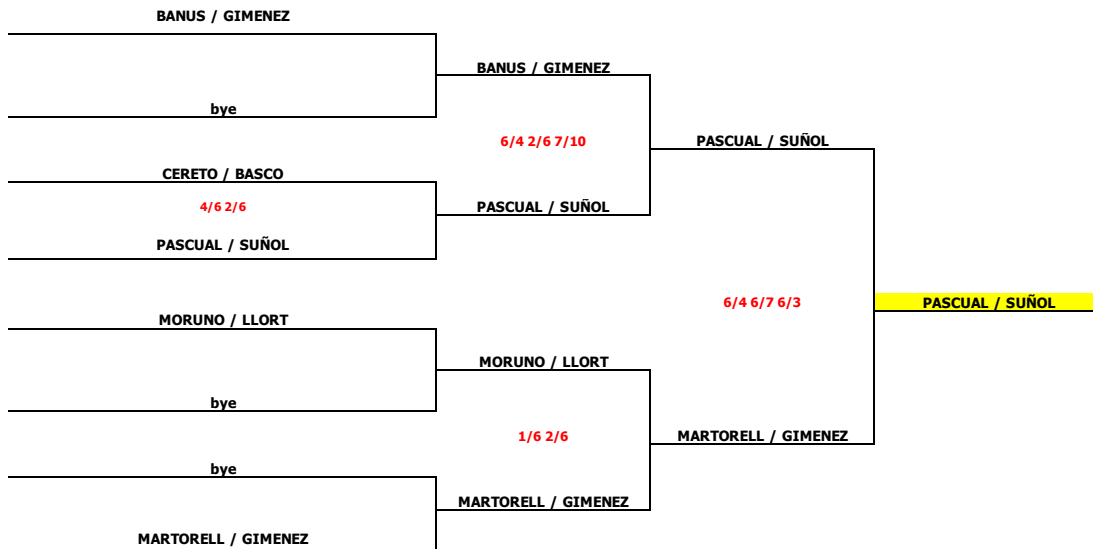 BANUS / GIMENEZ
BANUS / GIMENEZ
bye
6/4 2/6 7/10
PASCUAL / SUÑOL
CERETO / BASCO
4/6 2/6
PASCUAL / SUÑOL
PASCUAL / SUÑOL
6/4 6/7 6/3
PASCUAL / SUÑOL
MORUNO / LLORT
MORUNO / LLORT
bye
1/6 2/6
MARTORELL / GIMENEZ
bye
MARTORELL / GIMENEZ
MARTORELL / GIMENEZ